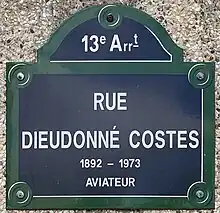 13e Arrt
RUE
DIEUDONNÉ COSTES
1892 - 1973
AVIATEUR